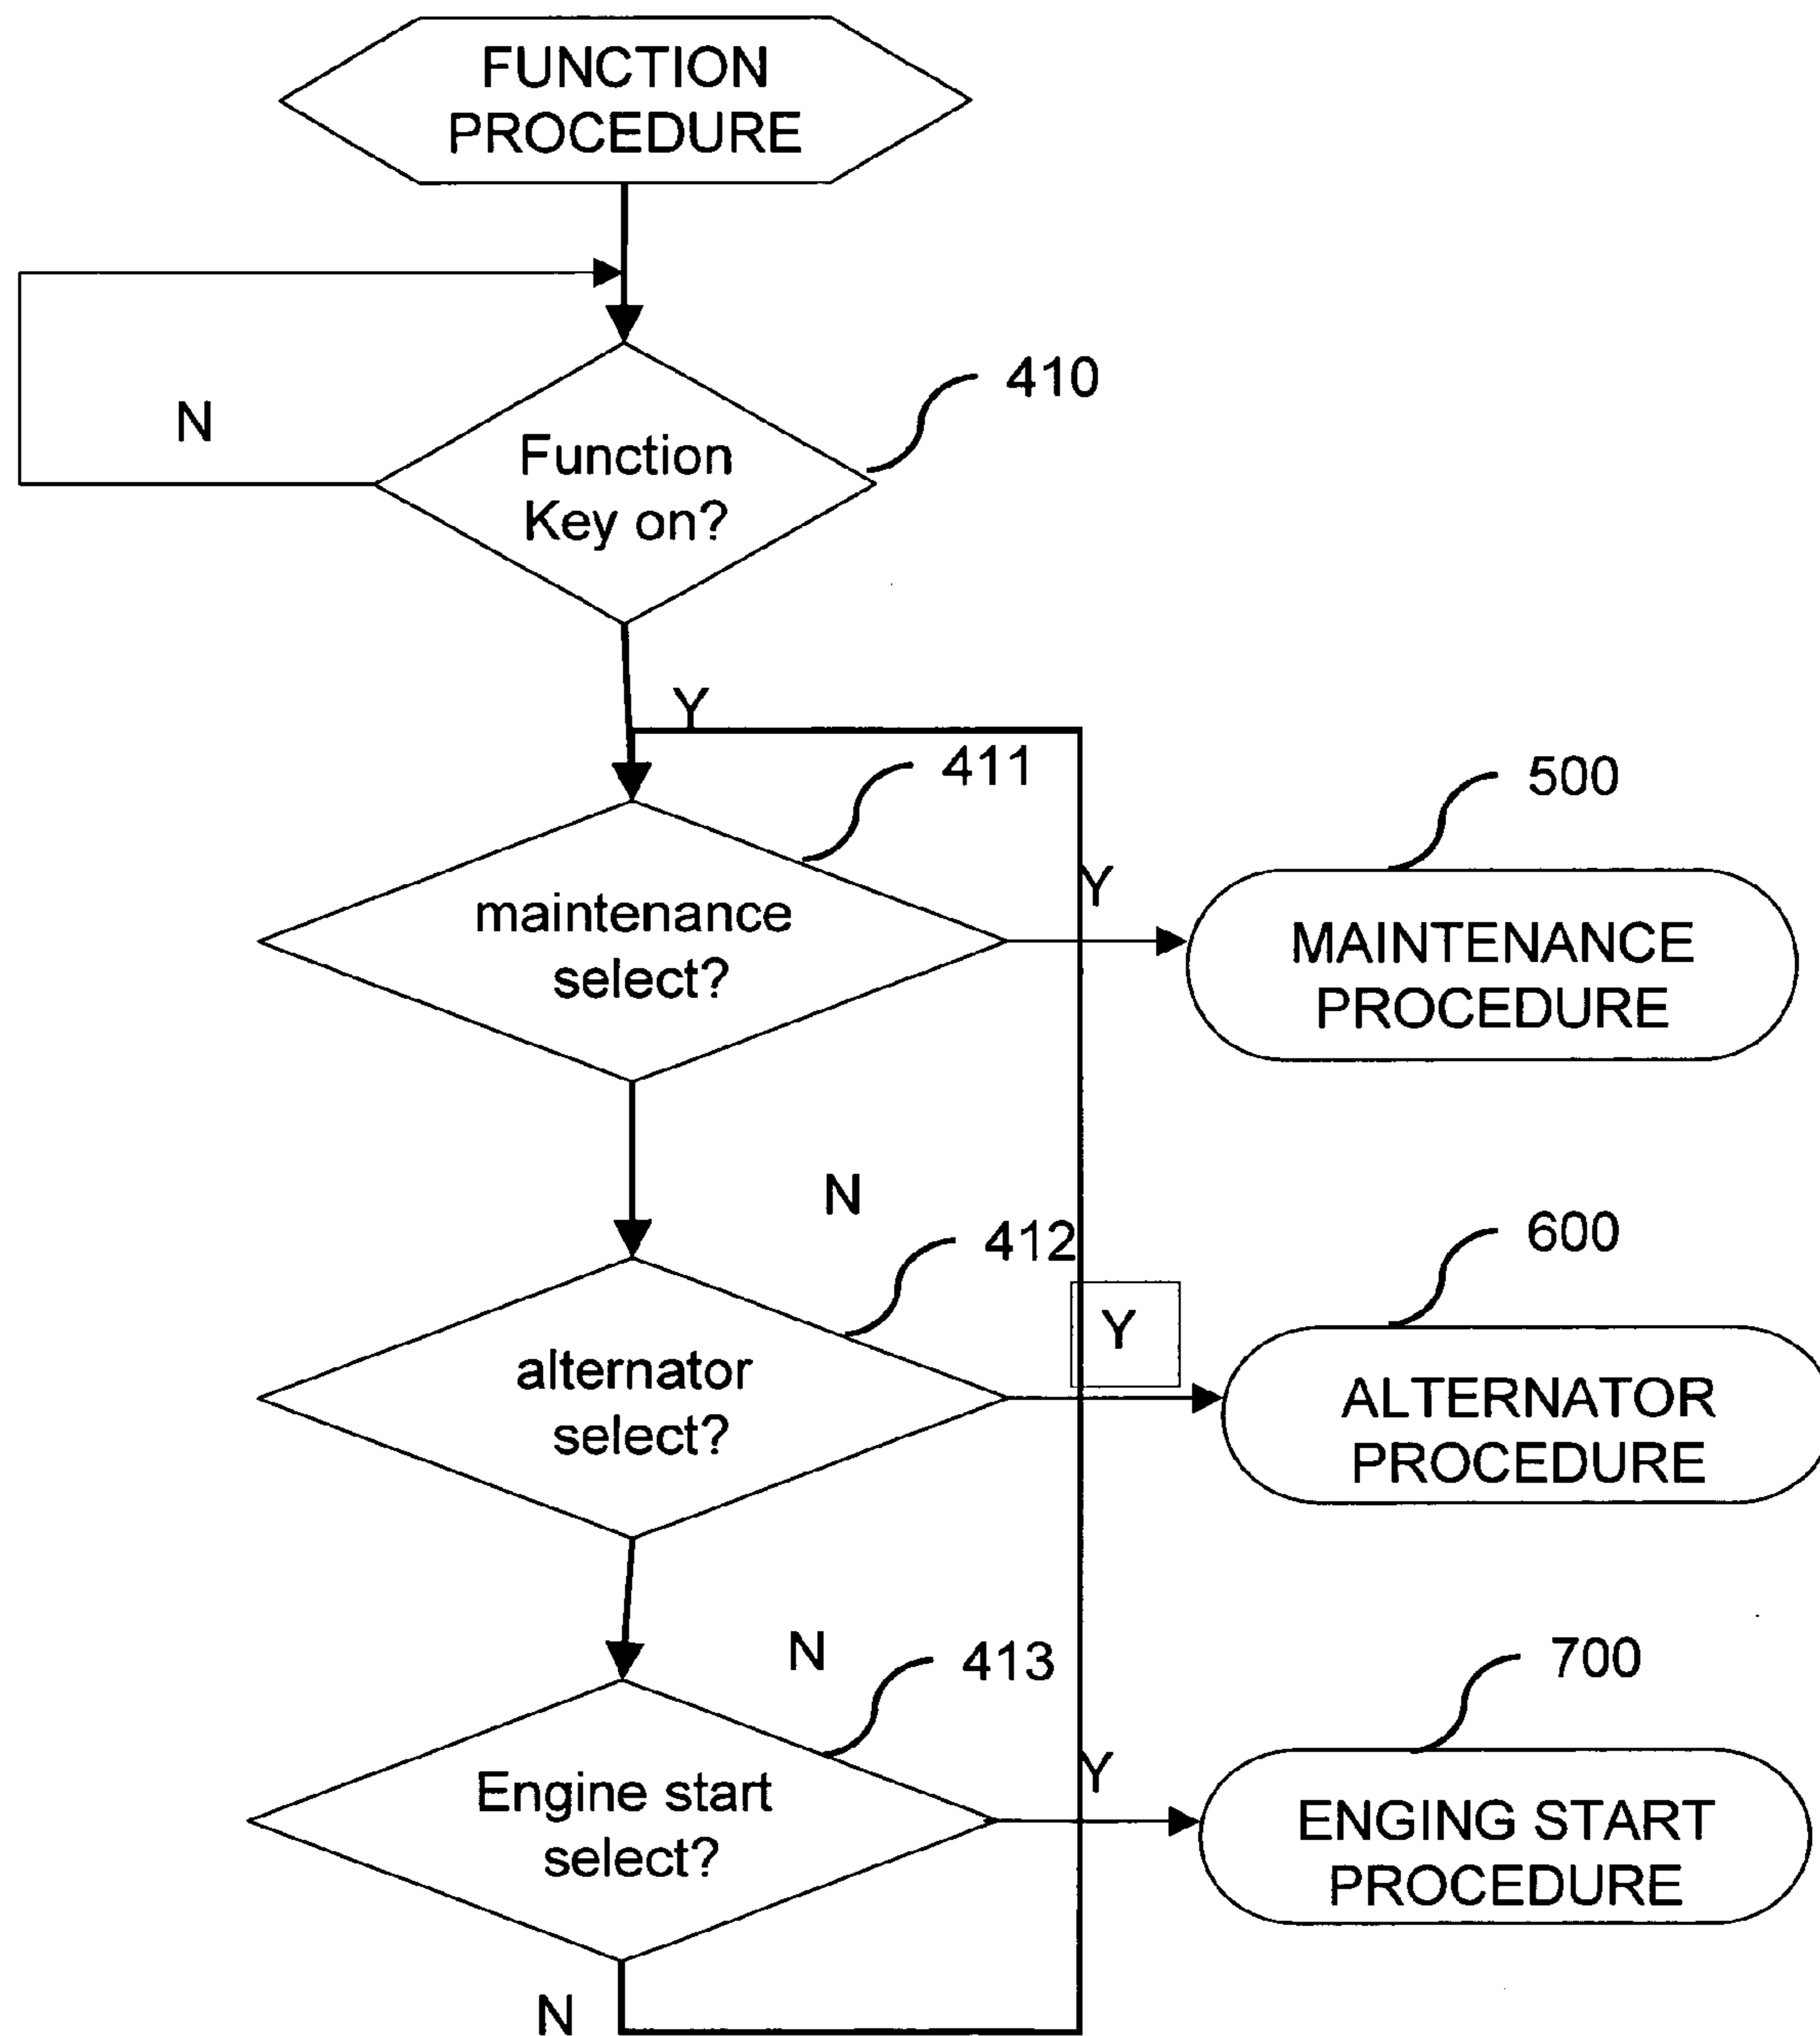 FUNCTION
PROCEDURE
410
N
Function
Key on?
Y
411
500
Y
maintenance
select?
MAINTENANCE
PROCEDURE
N
412
600
Y
alternator
select?
ALTERNATOR
PROCEDURE
N
413
700
Y
Engine start
select?
ENGING START
PROCEDURE
N